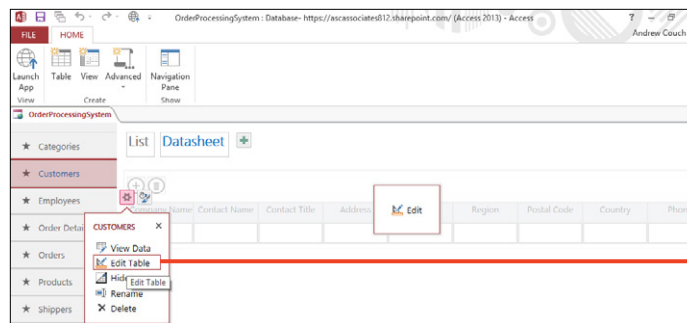 OrderProcessingSystem : Database- https://ascassociates812.sharepoint.com/ (Access 2013) - Access
?
FILE HOME
Andrew Couch
Launch App
Table
View
Advanced
Navigation Pane
View
Create
Show
OrderProcessingSystem
List
Datasheet
Categories
Customers
Employees
Order Detai
Orders
Products
Shippers
Name Contact Name Contact Title Address Region Postal Code Country Phon
Edit
CUSTOMERS X
View Data
Edit Table
Hid
Edit Table
Rename
Delete